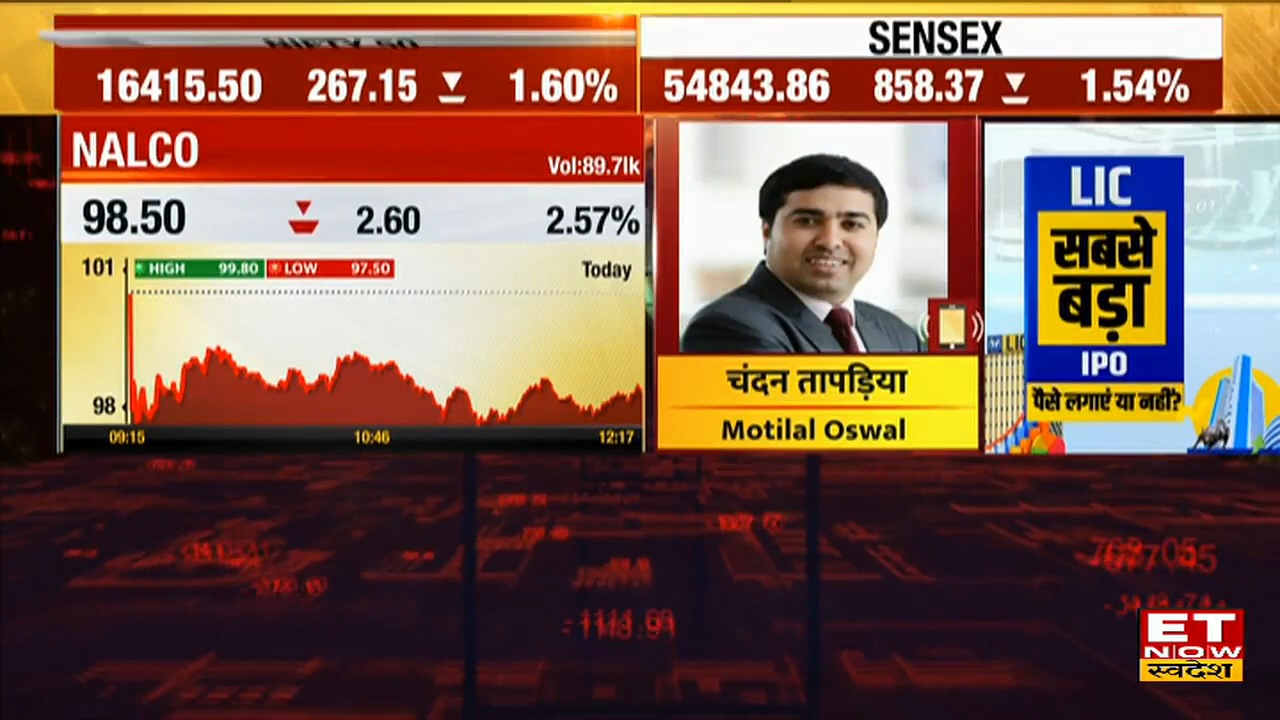 SENSEX
16415.50 267.15 1.60%
54843.86 858.37 1.54%
NALCO
Vol:89.7lk
98.50 2.60 2.57%
101
HIGH 99.80 LOW 97.50
Today
98
09:15 10:46 12:17
चंदन तापड़िया
Motilal Oswal
LIC
सबसे
बड़ा
IPO
पैसे लगाएं या नहीं?
ET
NOW
स्वदेश